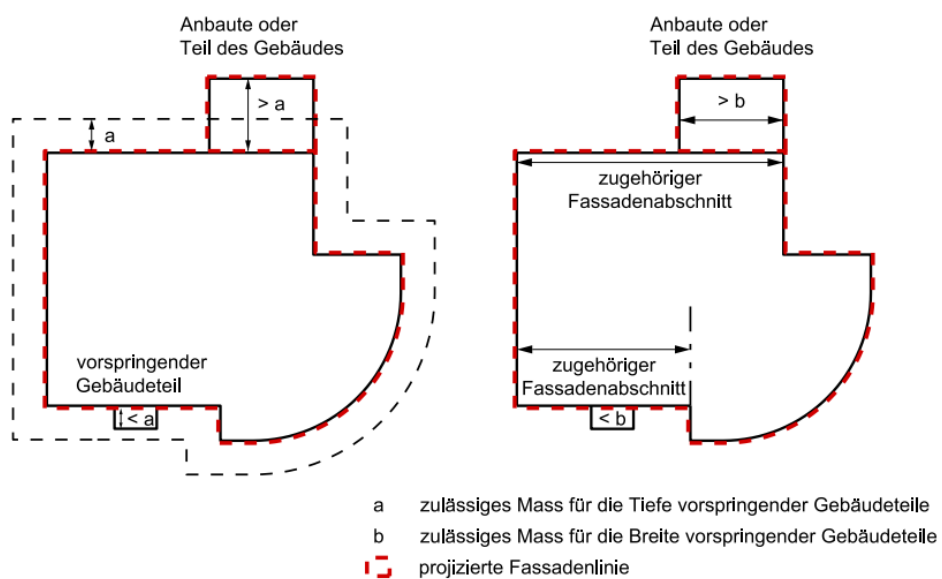 Anbaute oder
Teil des Gebäudes
> a
a
vorspringender
Gebäudeteil
< a
Anbaute oder
Teil des Gebäudes
> b
zugehöriger
Fassadenabschnitt
zugehöriger
Fassadenabschnitt
< b
a zulässiges Mass für die Tiefe vorspringender Gebäudeteile
b zulässiges Mass für die Breite vorspringender Gebäudeteile
projizierte Fassadenlinie